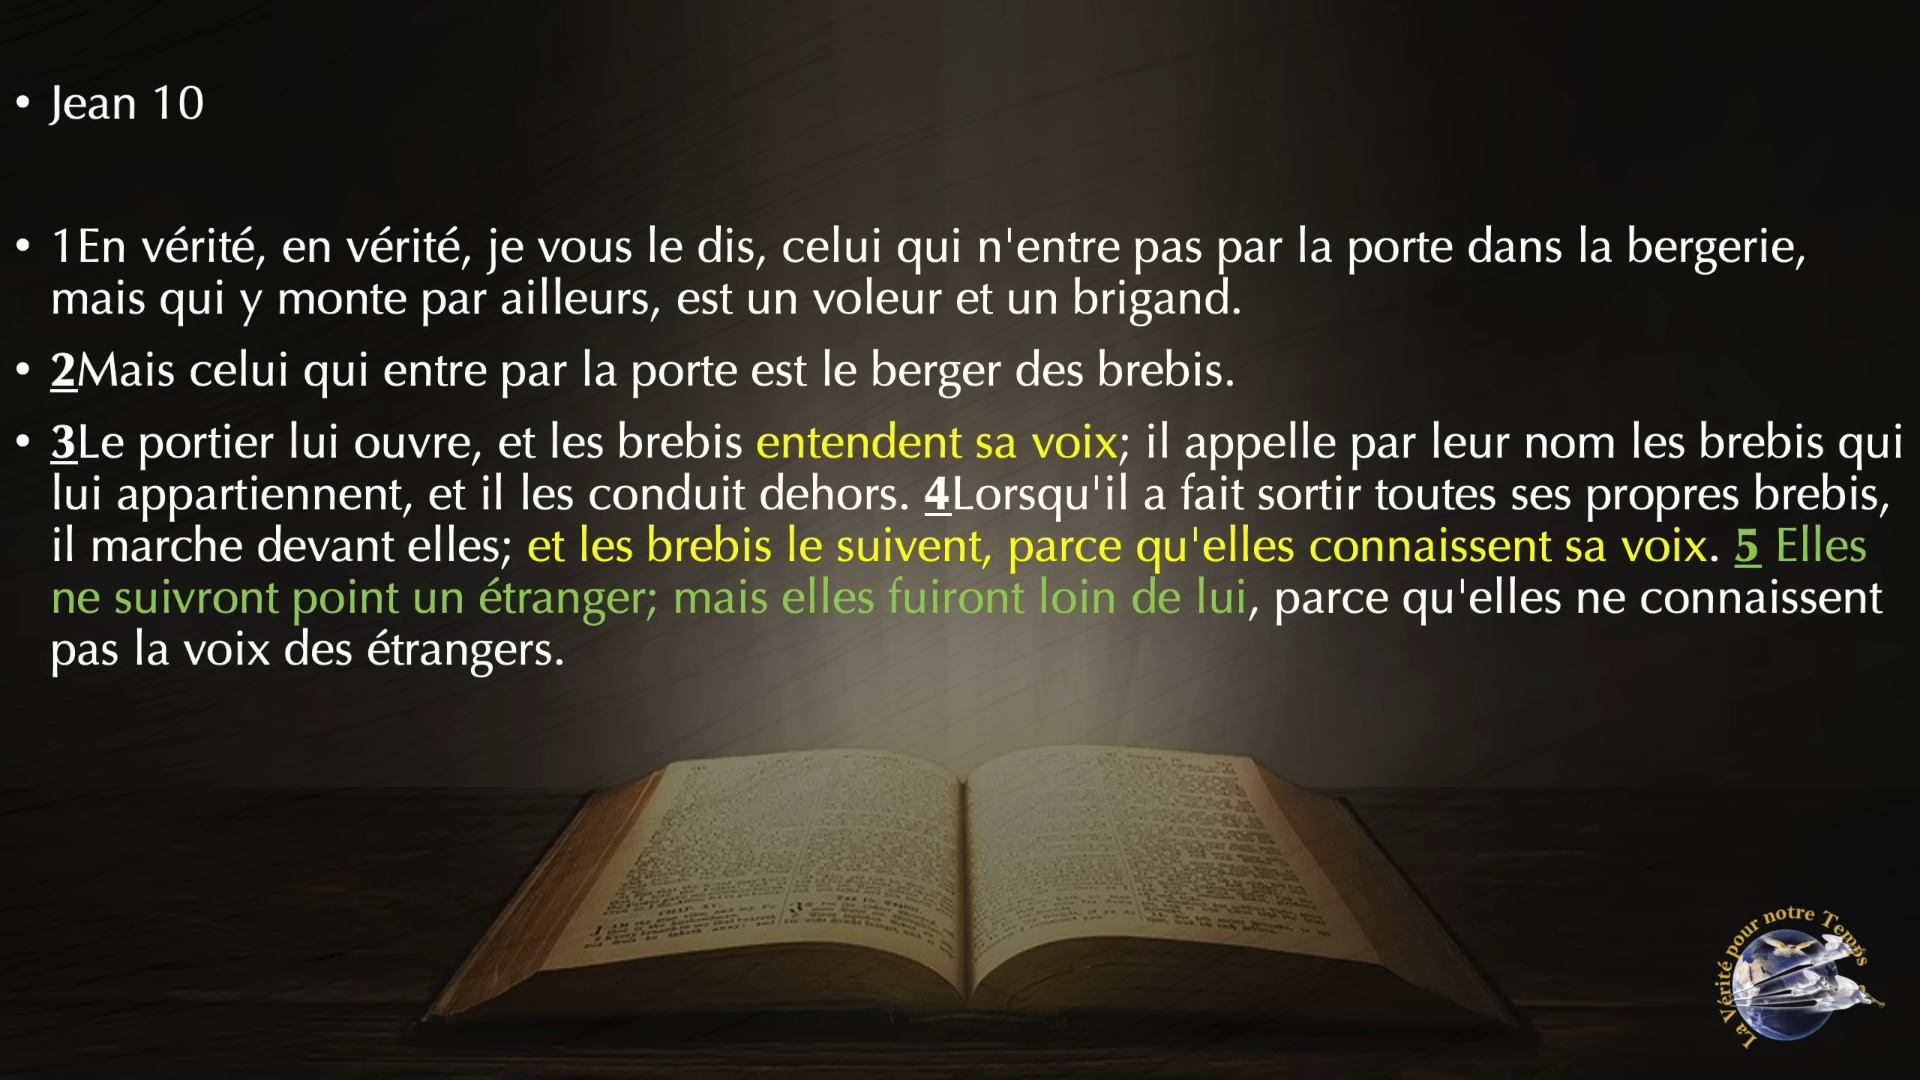 • Jean 10
• 1En vérité, en vérité, je vous le dis, celui qui n'entre pas par la porte dans la bergerie,
mais qui y monte par ailleurs, est un voleur et un brigand.
• 2Mais celui qui entre par la porte est le berger des brebis.
• 3Le portier lui ouvre, et les brebis entendent sa voix; il appelle par leur nom les brebis qui
lui appartiennent, et il les conduit dehors. 4Lorsqu'il a fait sortir toutes ses propres brebis,
il marche devant elles; et les brebis le suivent, parce qu'elles connaissent sa voix. 5 Elles
ne suivront point un étranger; mais elles fuiront loin de lui, parce qu'elles ne connaissent
pas la voix des étrangers.
La Vérité pour notre Temps